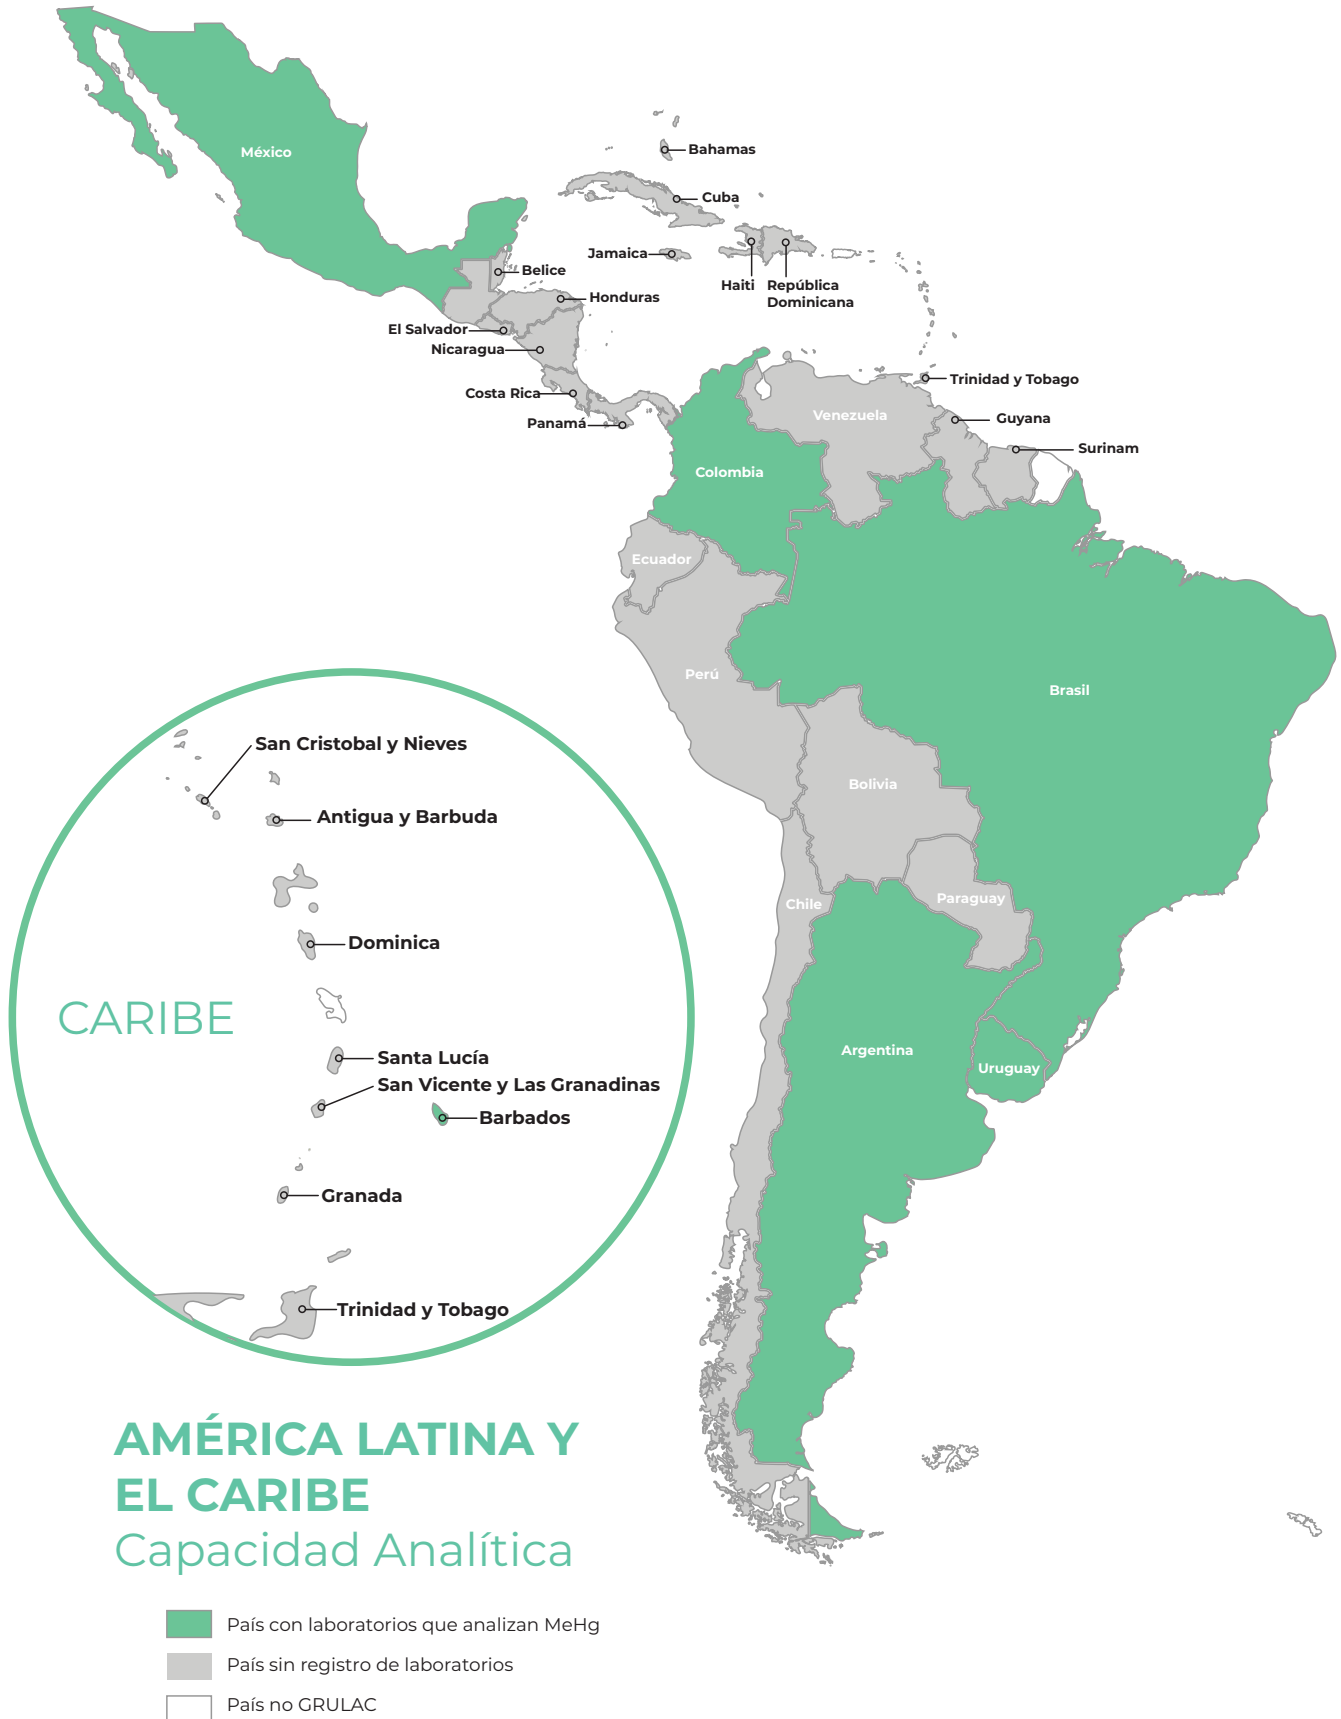 México
Bahamas
Cuba
Jamaica
Belice
Haiti
República
Dominicana
Honduras
El Salvador
Nicaragua
Costa Rica
Panamá
Trinidad y Tobago
Venezuela
Guyana
Surinam
Colombia
Ecuador
Perú
Brasil
Bolivia
Paraguay
Chile
Argentina
Uruguay
San Cristobal y Nieves
Antigua y Barbuda
Dominica
CARIBE
Santa Lucía
San Vicente y Las Granadinas
Barbados
Granada
Trinidad y Tobago
AMÉRICA LATINA Y
EL CARIBE
Capacidad Analítica
País con laboratorios que analizan MeHg
País sin registro de laboratorios
País no GRULAC